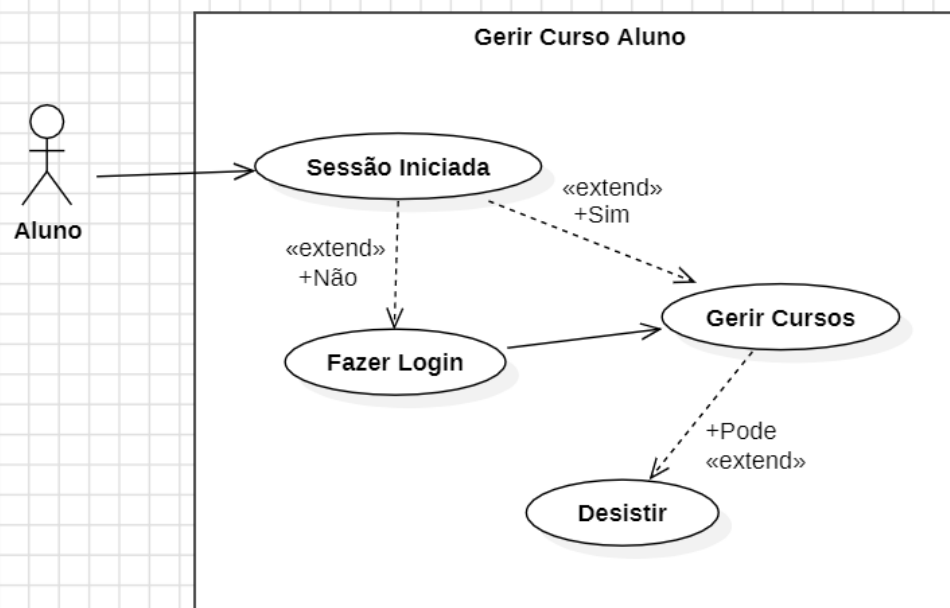 Gerir Curso Aluno
Sessão Iniciada
«extend»
+Sim
Aluno
«extend»
+Não
Gerir Cursos
Fazer Login
+Pode
«extend»
Desistir